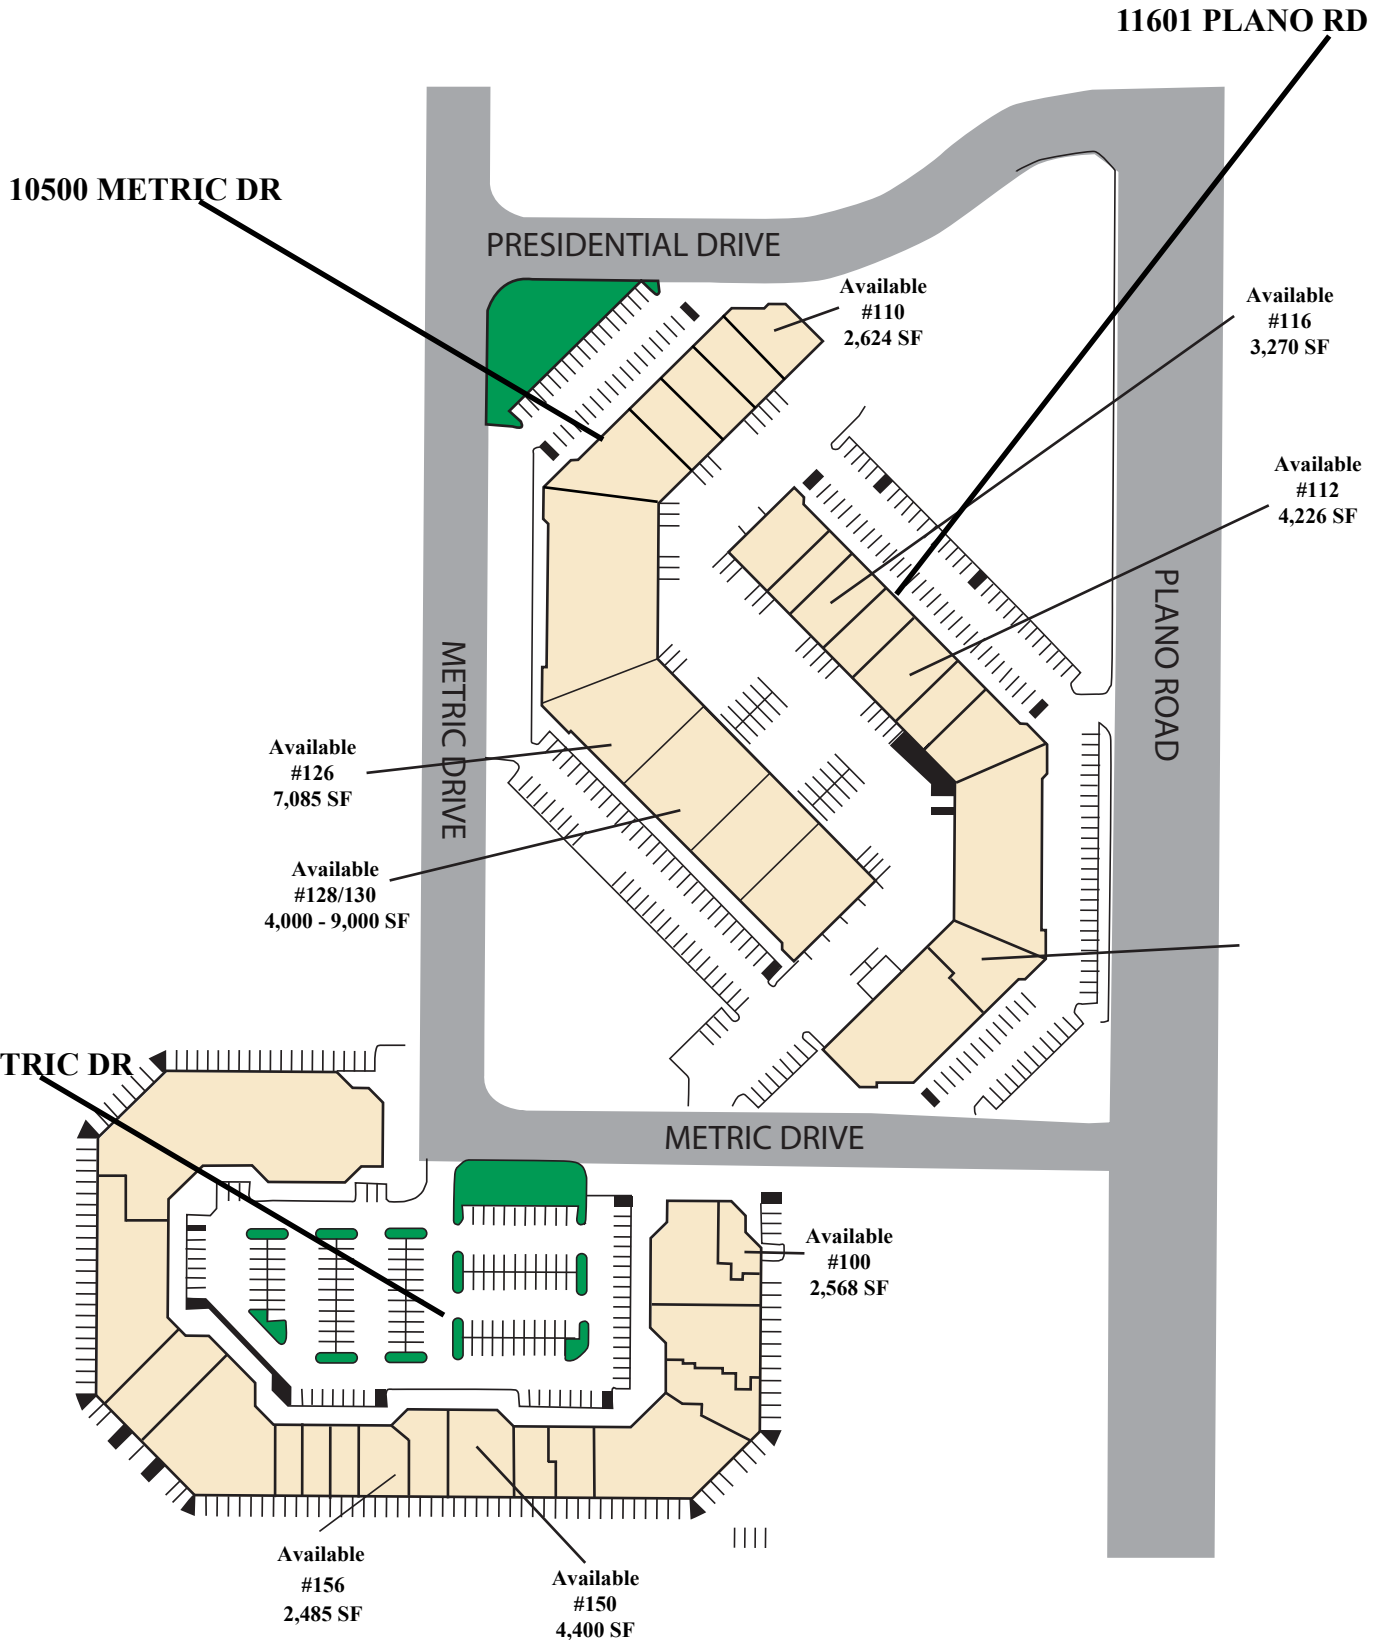 11601 PLANO RD
10500 METRIC DR
PRESIDENTIAL DRIVE
Available
#110
2,624 SF
Available
#116
3,270 SF
Available
#112
4,226 SF
PLANO ROAD
METRIC DRIVE
Available
#126
7,085 SF
Available
#128/130
4,000 - 9,000 SF
TRIC DR
METRIC DRIVE
Available
#100
2,568 SF
Available
#156
2,485 SF
Available
#150
4,400 SF